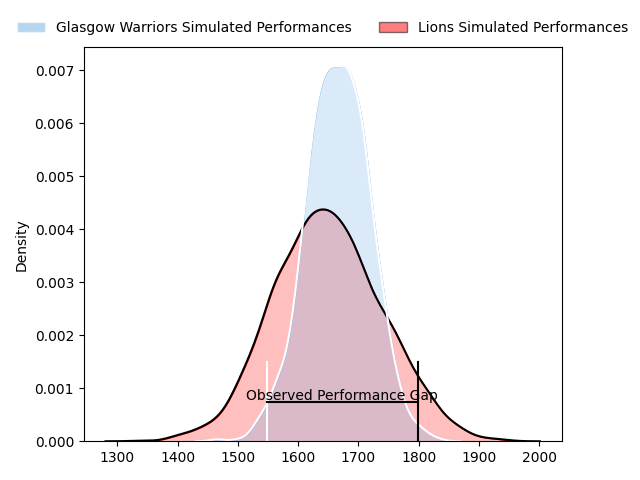 Glasgow Warriors Simulated Performances Lions Simulated Performances
0.007
0.006
0.005
0.004
0.003
0.002
0.001
0.000
Density
Observed Performance Gap
1300 1400 1500 1600 1700 1800 1900 2000